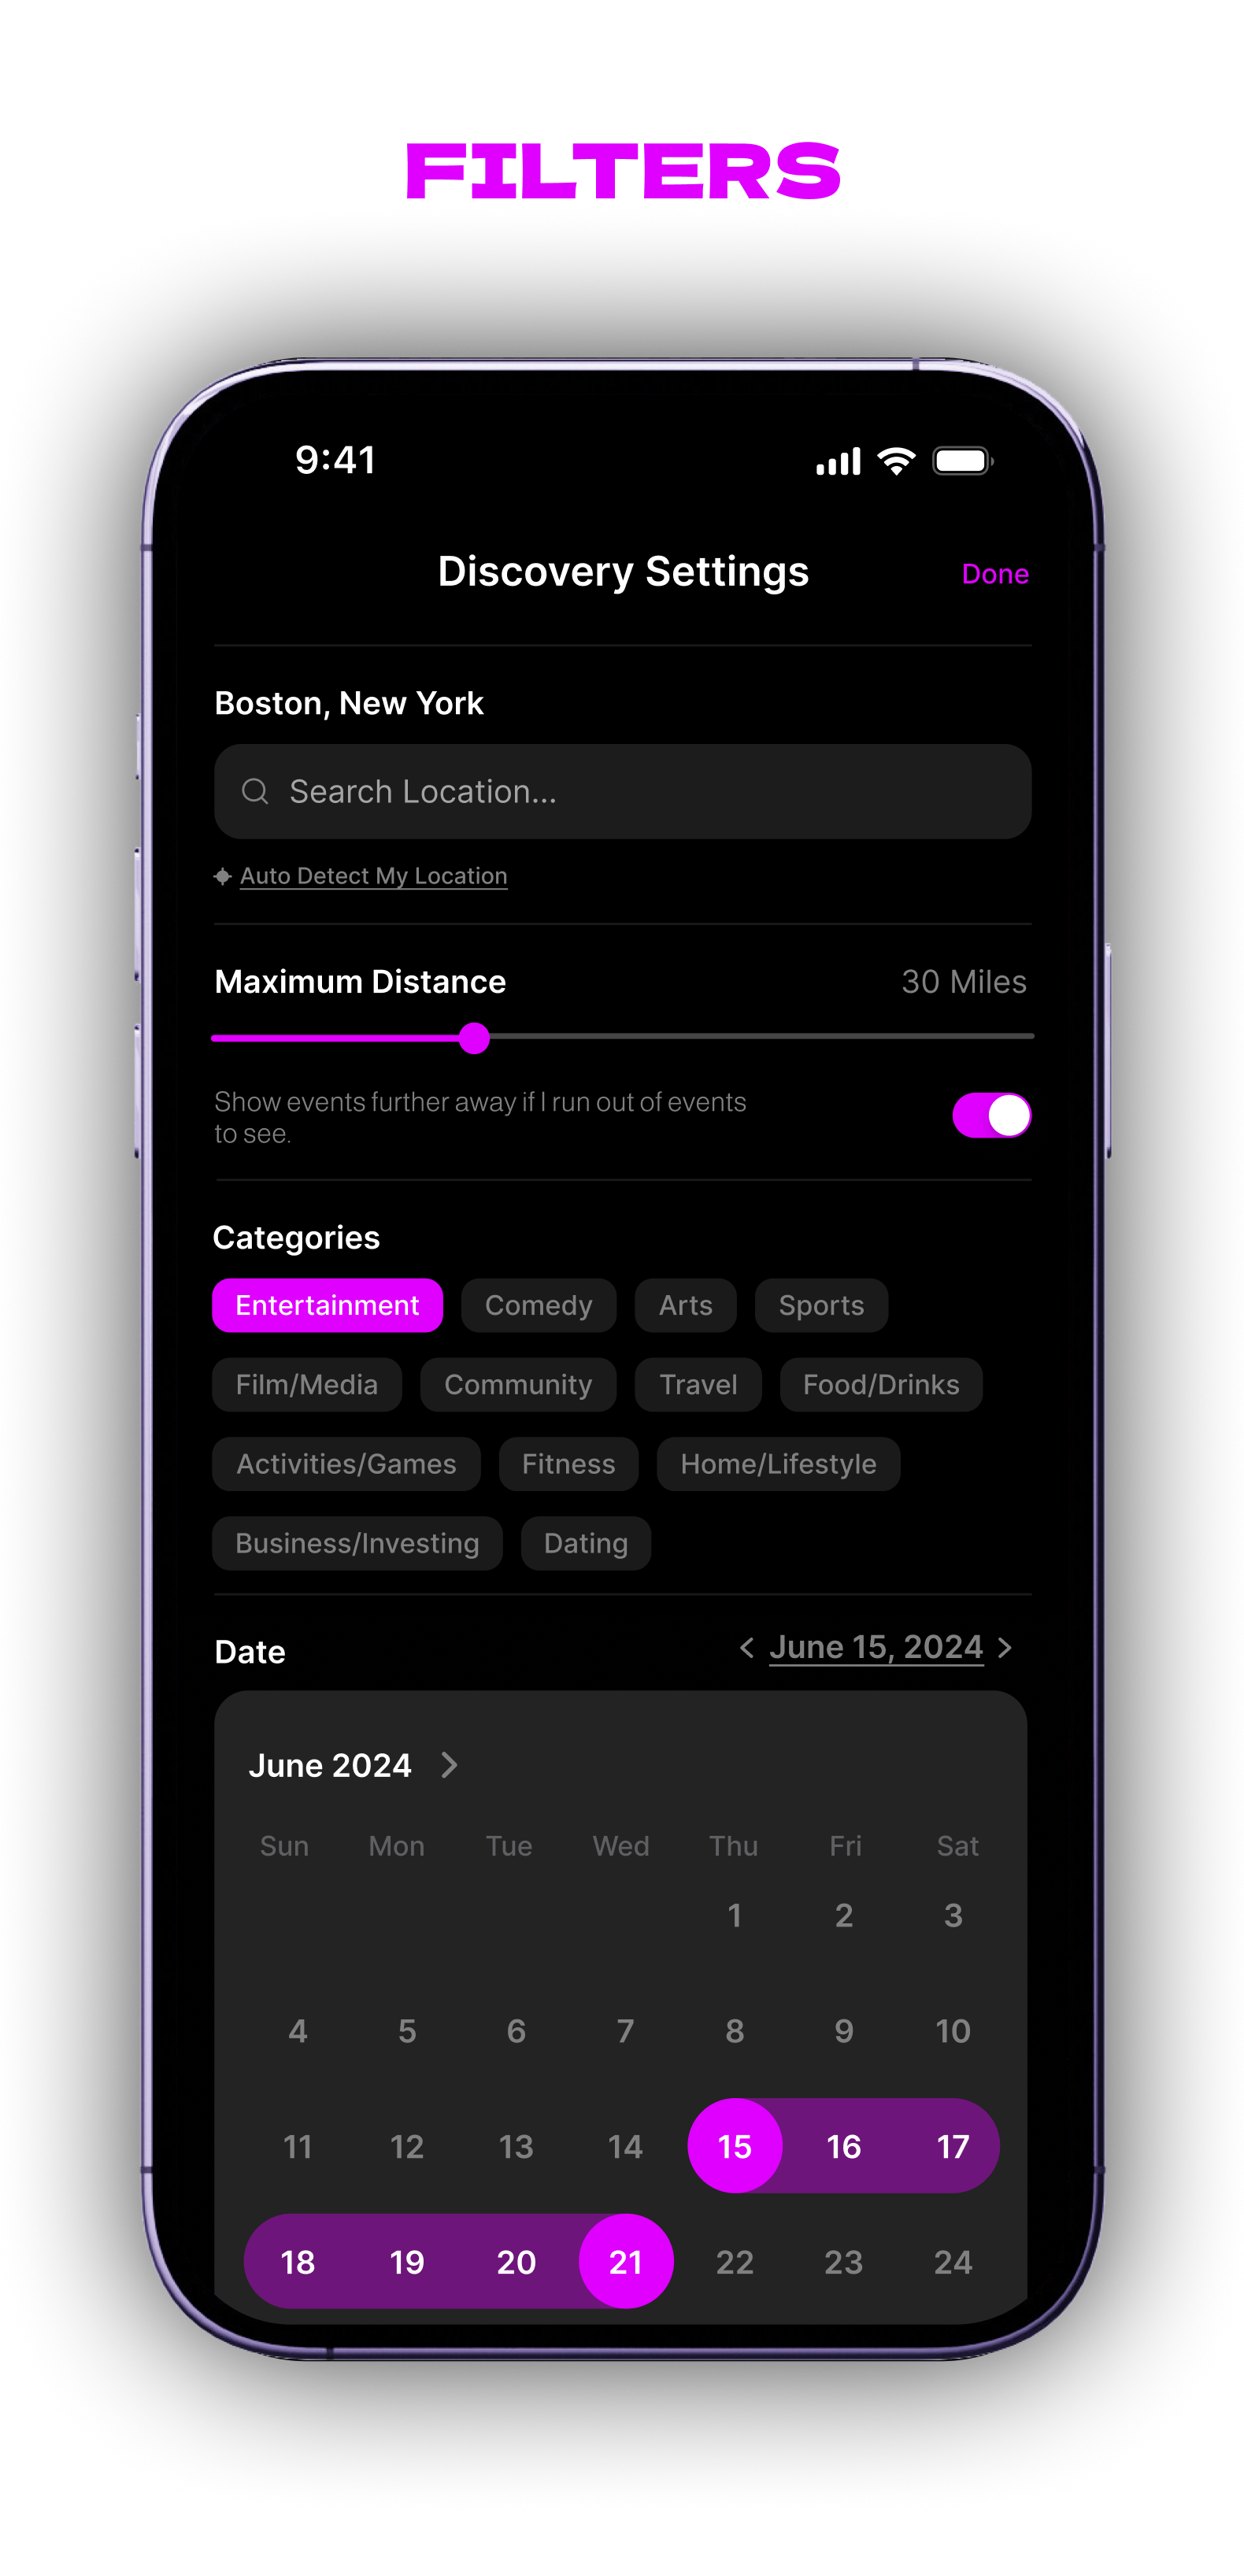 FILTERS
9:41
Discovery Settings
Done
Boston, New York
Search Location...
Auto Detect My Location
Maximum Distance
30 Miles
Show events further away if I run out of events
to see.
Categories
Entertainment Comedy Arts Sports
Film/Media Community Travel Food/Drinks
Activities/Games Fitness Home/Lifestyle
Business/Investing Dating
Date
< June 15, 2024 >
June 2024 >
Sun Mon Tue Wed Thu Fri Sat
1 2 3
4 5 6 7 8 9 10
11 12 13 14 15 16 17
18 19 20 21 22 23 24